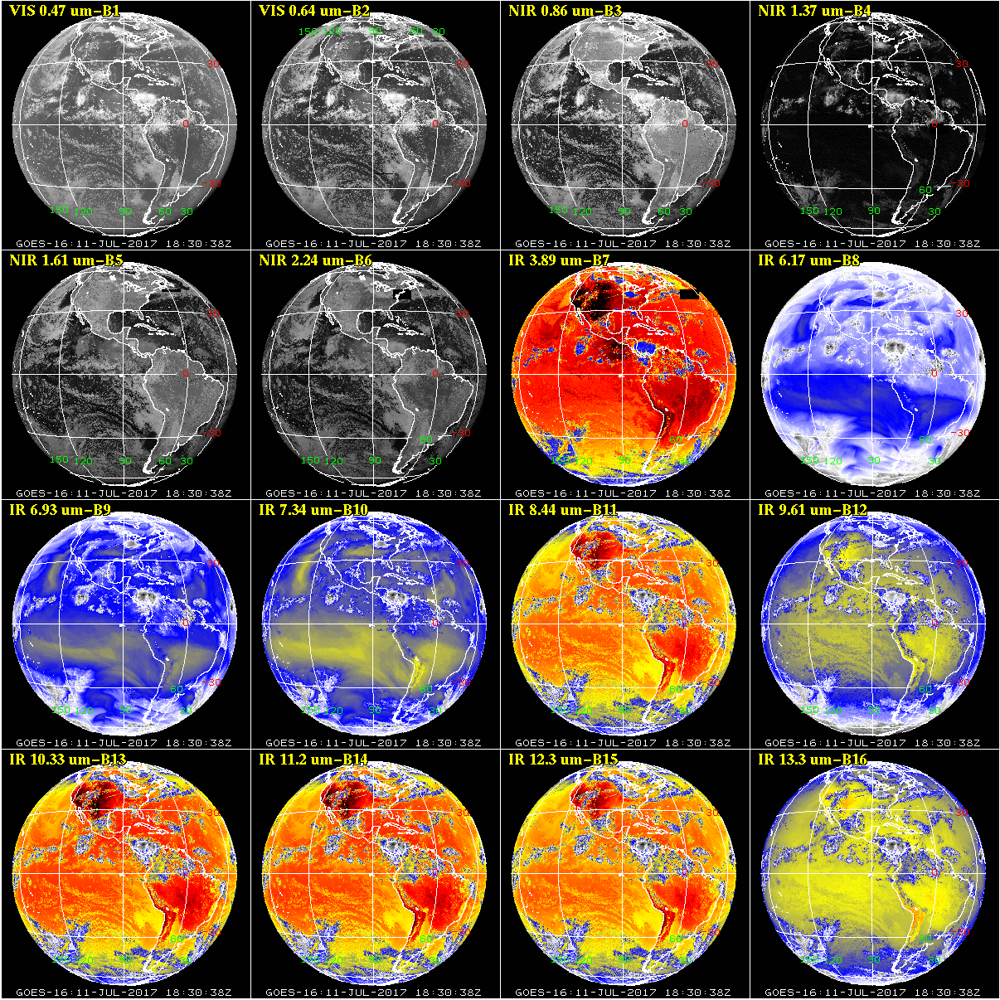 VIS 0.47 um-B1
VIS 0.64 um-B2
NIR 0.86 um-B3
NIR 1.37 um-B4
30
0
-30
150 120 90 60 30
GOES-16:11-JUL-2017 18:30:38Z
150 120 90 60 30
30
0
-30
GOES-16:11-JUL-2017 18:30:38Z
30
0
-30
150 120 90 60 30
GOES-16:11-JUL-2017 18:30:38Z
30
0
-30
60
150 120 90 30
GOES-16:11-JUL-2017 18:30:38Z
NIR 1.61 um-B5
NIR 2.24 um-B6
IR 3.89 um-B7
IR 6.17 um-B8
30
0
-30
150 120 90 60 30
GOES-16:11-JUL-2017 18:30:38Z
30
0
-30
150 120 90 30
GOES-16:11-JUL-2017 18:30:38Z
30
0
-30
60
150 120 90 30
GOES-16:11-JUL-2017 18:30:38Z
30
0
-30
150 120 90 30
GOES-16:11-JUL-2017 18:30:38Z
IR 6.93 um-B9
IR 7.34 um-B10
IR 8.44 um-B11
IR 9.61 um-B12
30
0
-30
60
150 120 90 30
GOES-16:11-JUL-2017 18:30:38Z
30
0
-30
60
150 120 90 30
GOES-16:11-JUL-2017 18:30:38Z
30
0
-30
60
150 120 90 30
GOES-16:11-JUL-2017 18:30:38Z
30
0
-30
60
150 120 90
GOES-16:11-JUL-2017 18:30:38Z
IR 10.33 um-B13
IR 11.2 um-B14
IR 12.3 um-B15
IR 13.3 um-B16
30
-30
60
120 90 30
GOES-16:11-JUL-2017 18:30:38Z
30
-30
60
150 120 90 30
GOES-16:11-JUL-2017 18:30:38Z
30
-30
60
150 120 90 30
GOES-16:11-JUL-2017 18:30:38Z
30
0
-30
60
150 120 90 30
GOES-16:11-JUL-2017 18:30:38Z